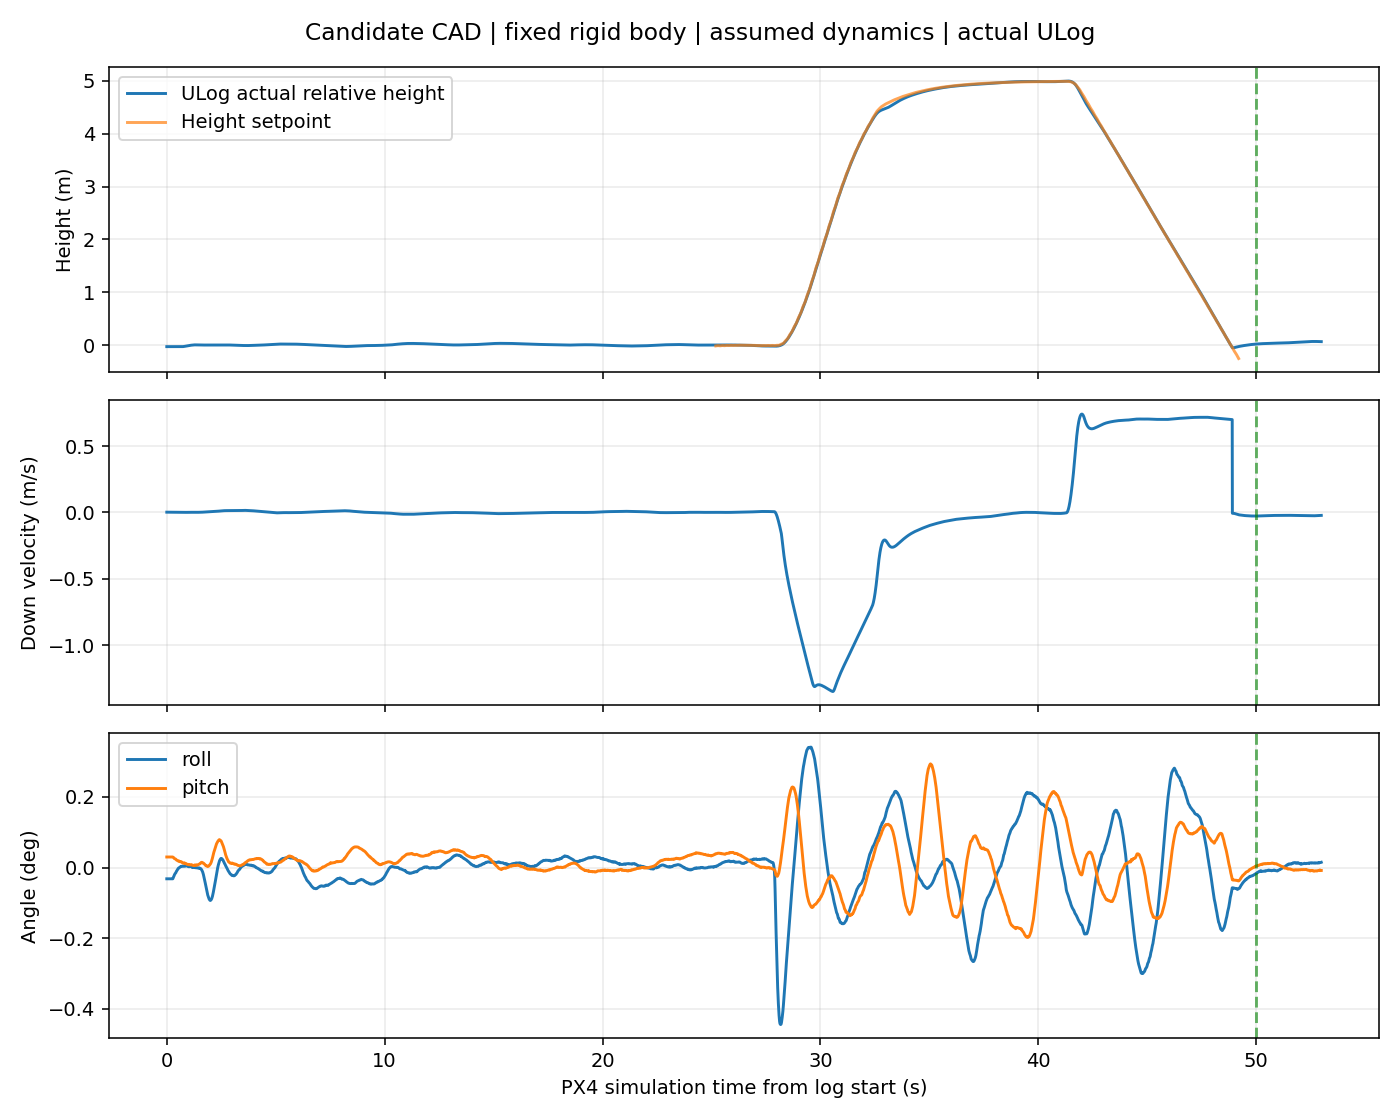 Candidate CAD | fixed rigid body | assumed dynamics | actual ULog
ULog actual relative height
Height setpoint
Height (m)
5
4
3
2
1
0
Down velocity (m/s)
0.5
0.0
−0.5
−1.0
roll
pitch
Angle (deg)
0.2
0.0
−0.2
−0.4
0
10
20
30
40
50
PX4 simulation time from log start (s)